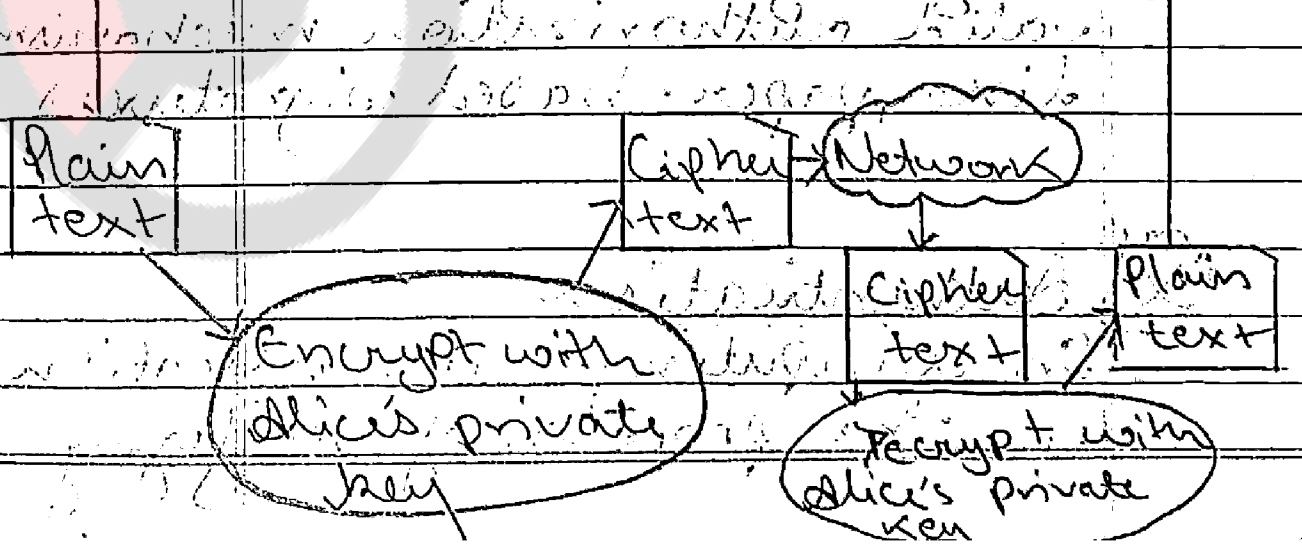 Plain
text
Cipher
text
Network
Cipher
text
Plain
text
Encrypt with
Alice's private
key
Decrypt with
Alice's private
key